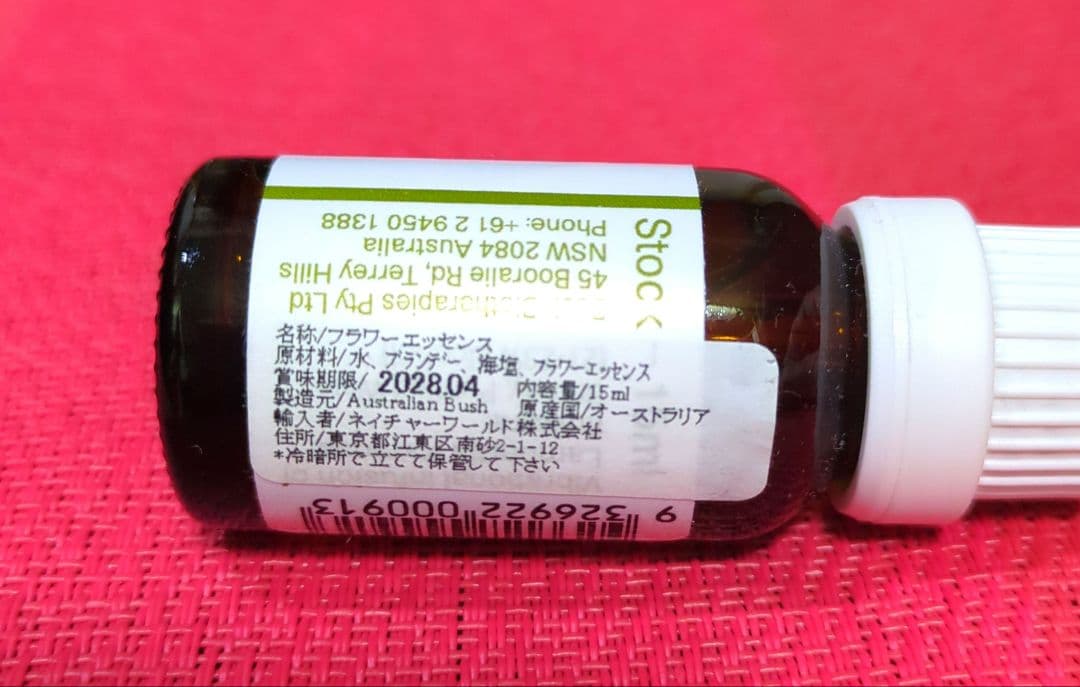 Stock
Pty Ltd
45 Booralie Rd, Terrey Hills
NSW 2084 Australia
Phone: +61 2 9450 1388
名称/フラワーエッセンス
原材料/水、ブランデー、海塩、フラワーエッセンス
賞味期限/ 2028.04 内容量/15ml
製造元/Australian Bush 原産国/オーストラリア
輸入者/ネイチャーワールド株式会社
住所/東京都江東区南砂2-1-12
*冷暗所で立てて保管して下さい
9 326922 000913